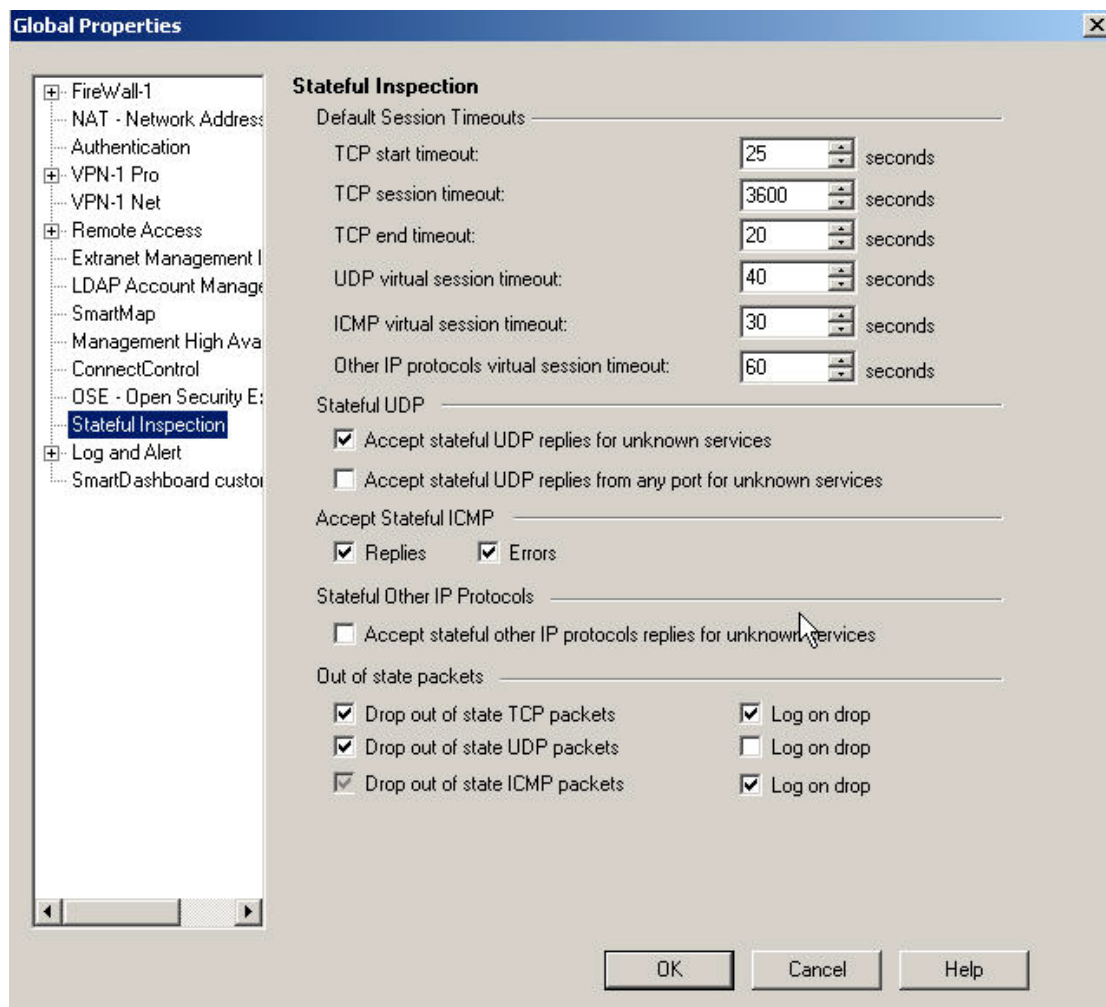 Global Properties
FireWall-1
NAT - Network Address
Authentication
VPN-1 Pro
VPN-1 Net
Remote Access
Extranet Management I
LDAP Account Manage
SmartMap
Management High Ava
ConnectControl
OSE - Open Security E
Stateful Inspection
Log and Alert
SmartDashboard custo
Stateful Inspection
Default Session Timeouts
TCP start timeout: 25 seconds
TCP session timeout: 3600 seconds
TCP end timeout: 20 seconds
UDP virtual session timeout: 40 seconds
ICMP virtual session timeout: 30 seconds
Other IP protocols virtual session timeout: 60 seconds
Stateful UDP
Accept stateful UDP replies for unknown services
Accept stateful UDP replies from any port for unknown services
Accept Stateful ICMP
Replies Errors
Stateful Other IP Protocols
Accept stateful other IP protocols replies for unknown services
Out of state packets
Drop out of state TCP packets Log on drop
Drop out of state UDP packets Log on drop
Drop out of state ICMP packets Log on drop
OK Cancel Help